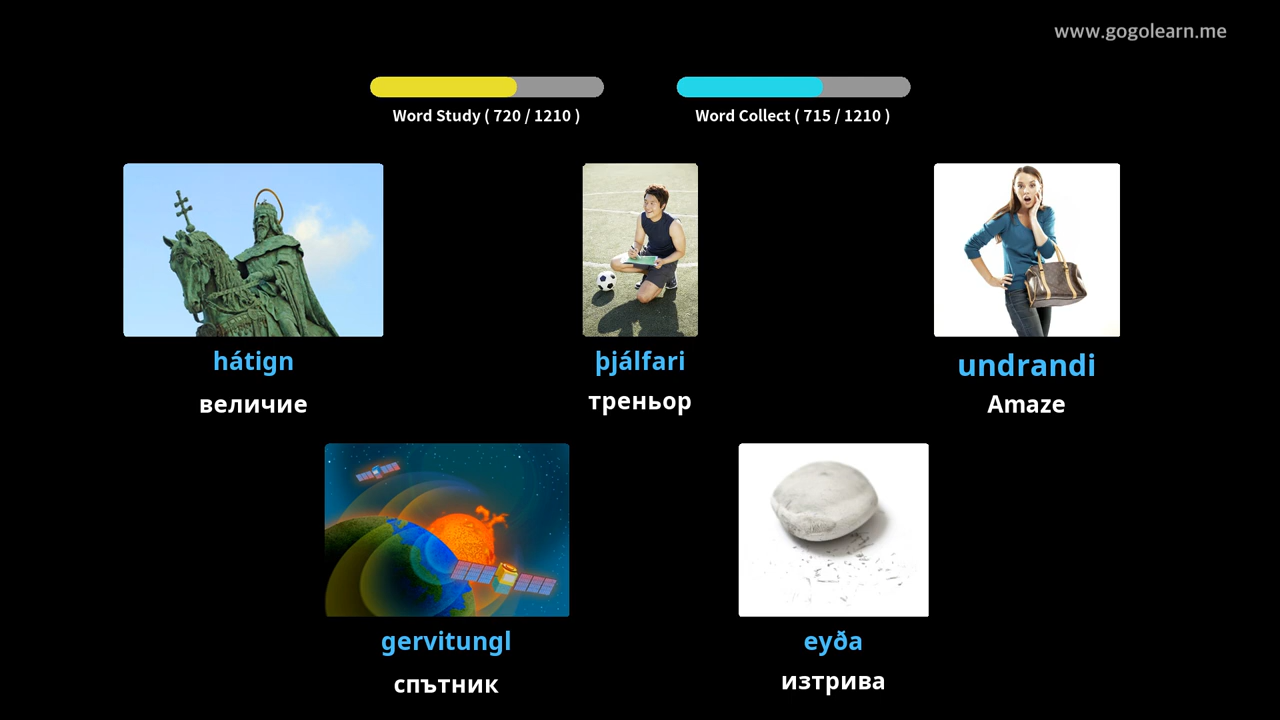 www.gogolearn.me
Word Study ( 720 / 1210 )
Word Collect ( 715 / 1210 )
hátign
величие
þjálfari
треньор
undrandi
Amaze
gervitungl
спътник
eyða
изтрива